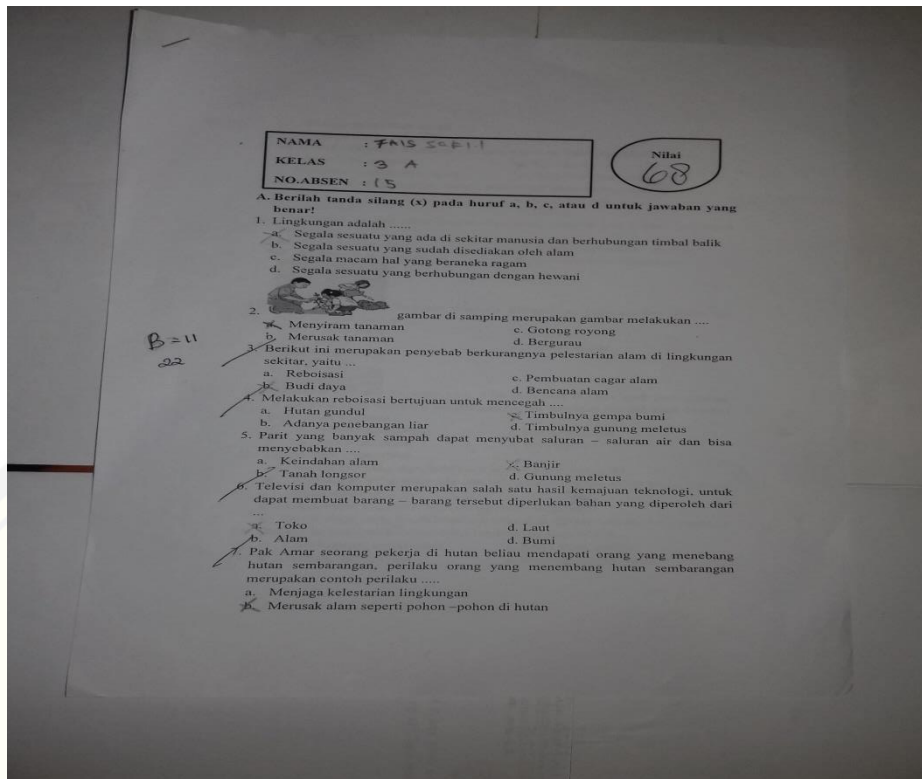 NAMA : FAIS
KELAS : 3 A
NO.ABSEN : 15
Nilai
68
A. Berilah tanda silang (x) pada huruf a, b, c, atau d untuk jawaban yang
benar!
1. Lingkungan adalah ......
a. Segala sesuatu yang ada di sekitar manusia dan berhubungan timbal balik
b. Segala sesuatu yang sudah disediakan oleh alam
c. Segala macam hal yang beraneka ragam
d. Segala sesuatu yang berhubungan dengan hewani
2. gambar di samping merupakan gambar melakukan ....
a. Menyiram tanaman c. Gotong royong
b. Merusak tanaman d. Bergurau
B = 11
22
3. Berikut ini merupakan penyebab berkurangnya pelestarian alam di lingkungan
sekitar, yaitu ...
a. Reboisasi c. Pembuatan cagar alam
b. Budi daya d. Bencana alam
4. Melakukan reboisasi bertujuan untuk mencegah ....
a. Hutan gundul c. Timbulnya gempa bumi
b. Adanya penebangan liar d. Timbulnya gunung meletus
5. Parit yang banyak sampah dapat menyubat saluran – saluran air dan bisa
menyebabkan ....
a. Keindahan alam c. Banjir
b. Tanah longsor d. Gunung meletus
6. Televisi dan komputer merupakan salah satu hasil kemajuan teknologi, untuk
dapat membuat barang – barang tersebut diperlukan bahan yang diperoleh dari
...
a. Toko d. Laut
b. Alam d. Bumi
7. Pak Amar seorang pekerja di hutan beliau mendapati orang yang menebang
hutan sembarangan, perilaku orang yang menembang hutan sembarangan
merupakan contoh perilaku .....
a. Menjaga kelestarian lingkungan
b. Merusak alam seperti pohon –pohon di hutan